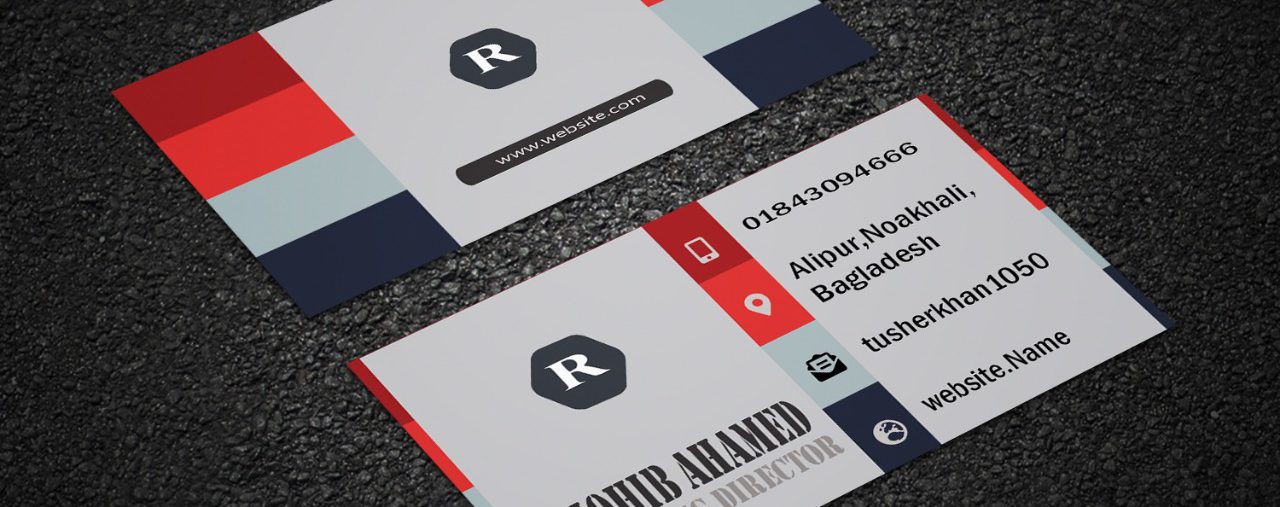 R
www.website.com
01843094666
Alipur,Noakhali,
Bagladesh
tusherkhan1050
website.Name
R
AHAMED
DIRECTOR